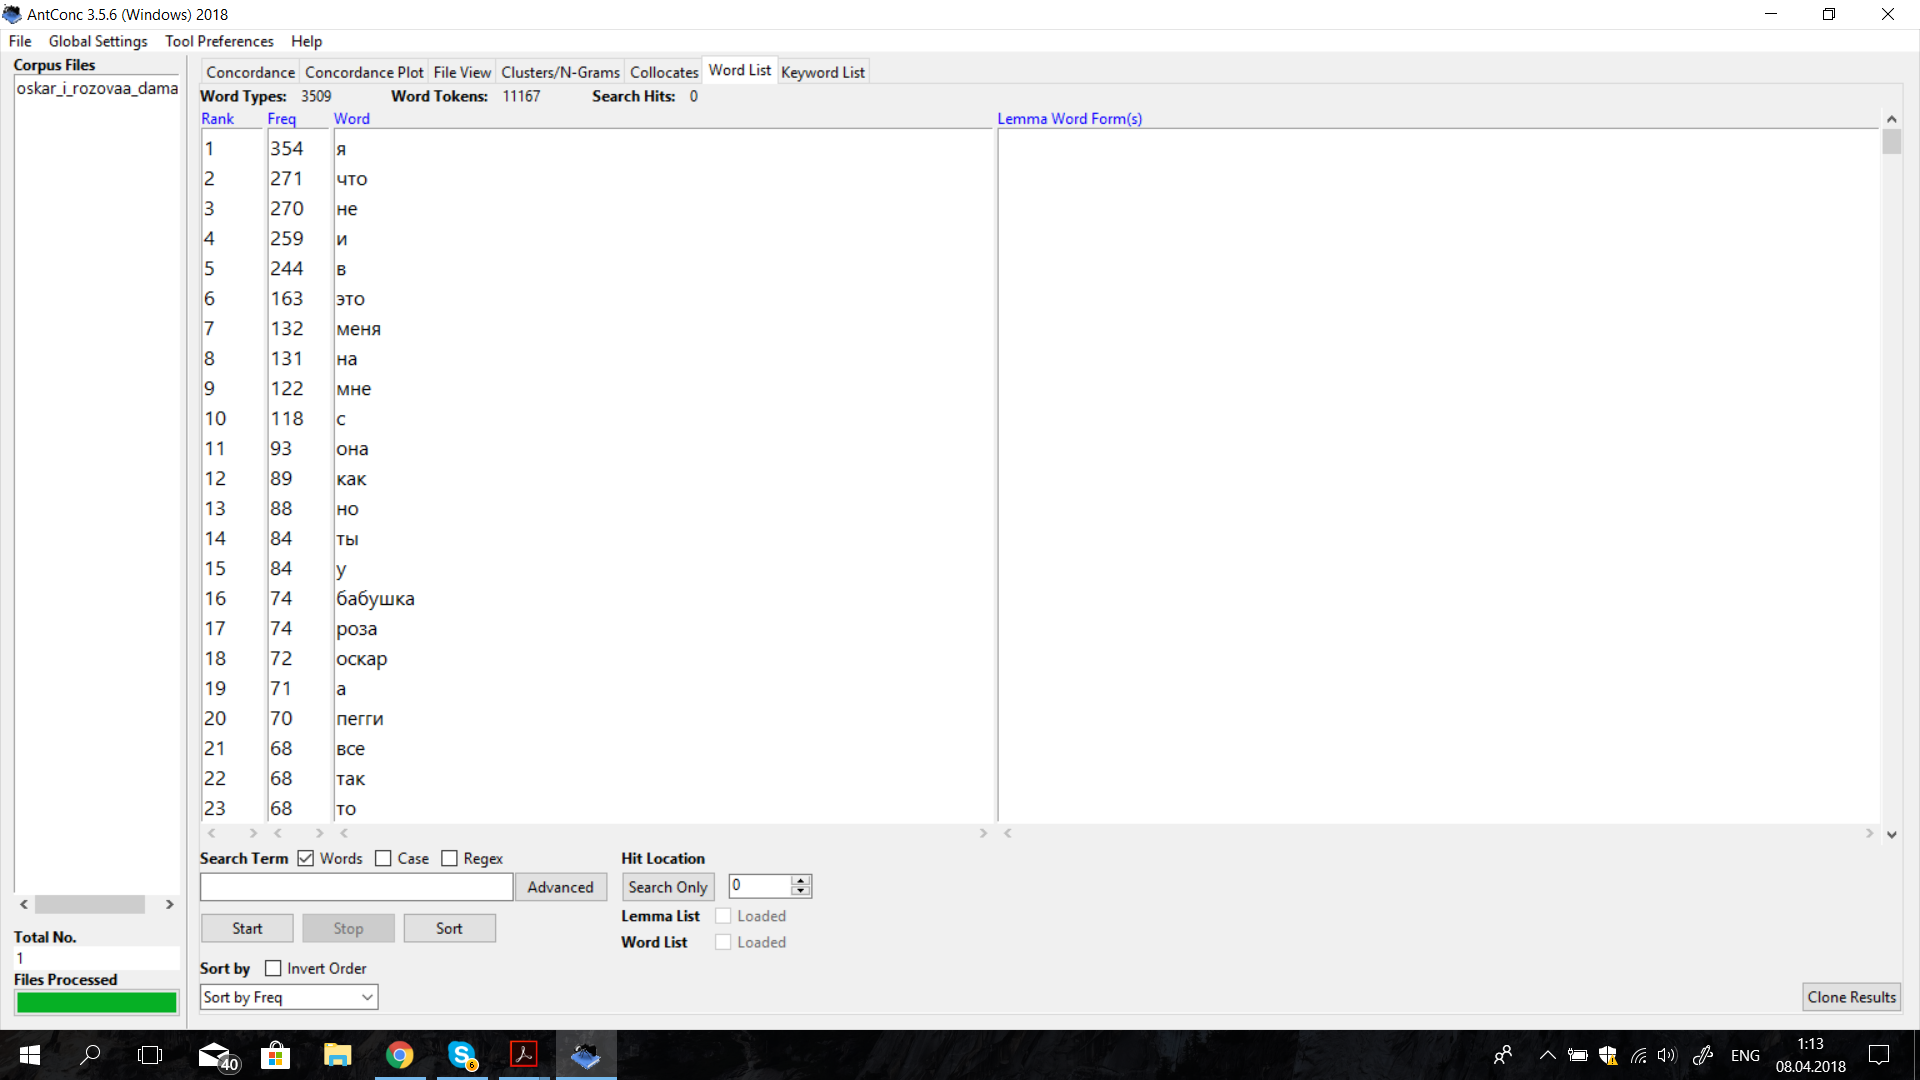 AntConc 3.5.6 (Windows) 2018
File Global Settings Tool Preferences Help
Corpus Files
oskar_i_rozovaa_dama
Concordance Concordance Plot File View Clusters/N-Grams Collocates Word List Keyword List
Word Types: 3509 Word Tokens: 11167 Search Hits: 0
Rank Freq Word Lemma Word Form(s)
1 354 я
2 271 что
3 270 не
4 259 и
5 244 в
6 163 это
7 132 меня
8 131 на
9 122 мне
10 118 с
11 93 она
12 89 как
13 88 но
14 84 ты
15 84 у
16 74 бабушка
17 74 роза
18 72 оскар
19 71 а
20 70 пегги
21 68 все
22 68 так
23 68 то
Search Term Words Case Regex Hit Location
Advanced Search Only 0
Start Stop Sort
Lemma List Loaded
Word List Loaded
Total No.
1
Files Processed
Sort by Invert Order
Sort by Freq
Clone Results
40
6
ENG
1:13
08.04.2018